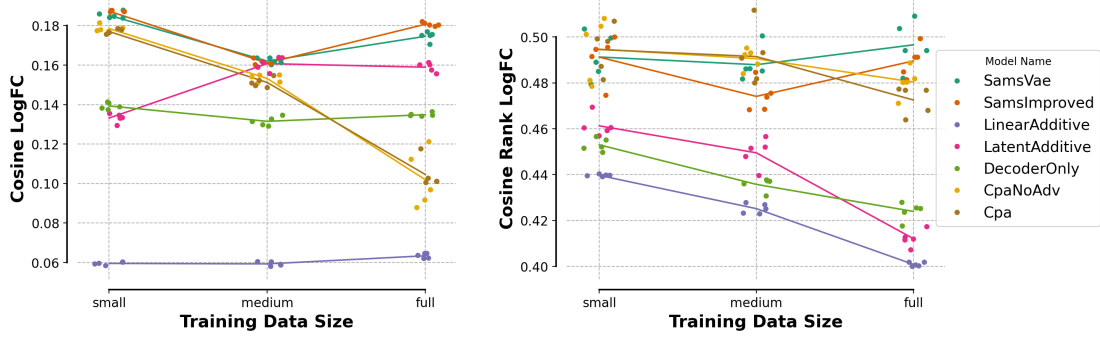 0.18
0.16
0.14
0.12
0.10
0.08
0.06
Cosine LogFC
small medium full
Training Data Size
0.50
0.48
0.46
0.44
0.42
0.40
Cosine Rank LogFC
small medium full
Training Data Size
Model Name
SamsVae
SamsImproved
LinearAdditive
LatentAdditive
DecoderOnly
CpaNoAdv
Cpa